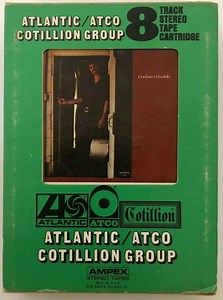 ATLANTIC/ATCO
COTILLION GROUP
8
TRACK
STEREO
TAPE
CARTRIDGE
ATLANTIC
ATCO
Cotillion
ATLANTIC/ATCO
COTILLION GROUP
AMPEX
STEREO TAPES